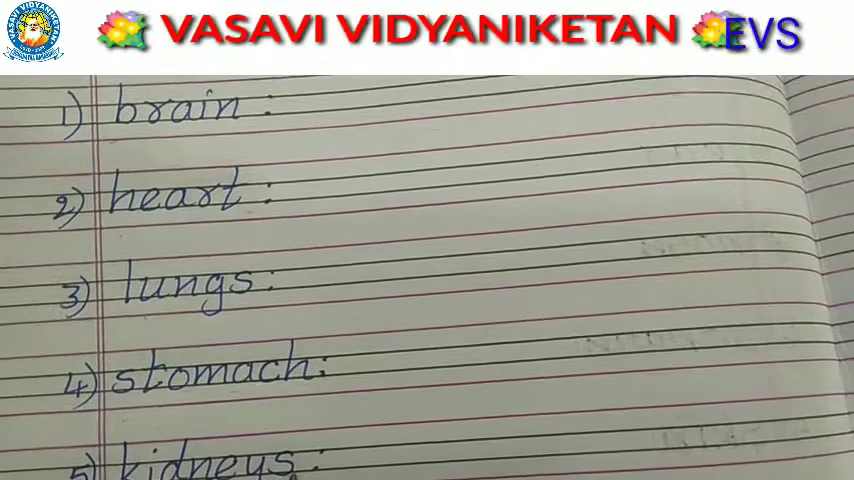 VASAVI VIDYANIKETAN
EVS
1) brain :
2) heart :
3) lungs :
4) stomach :
5) kidneys :